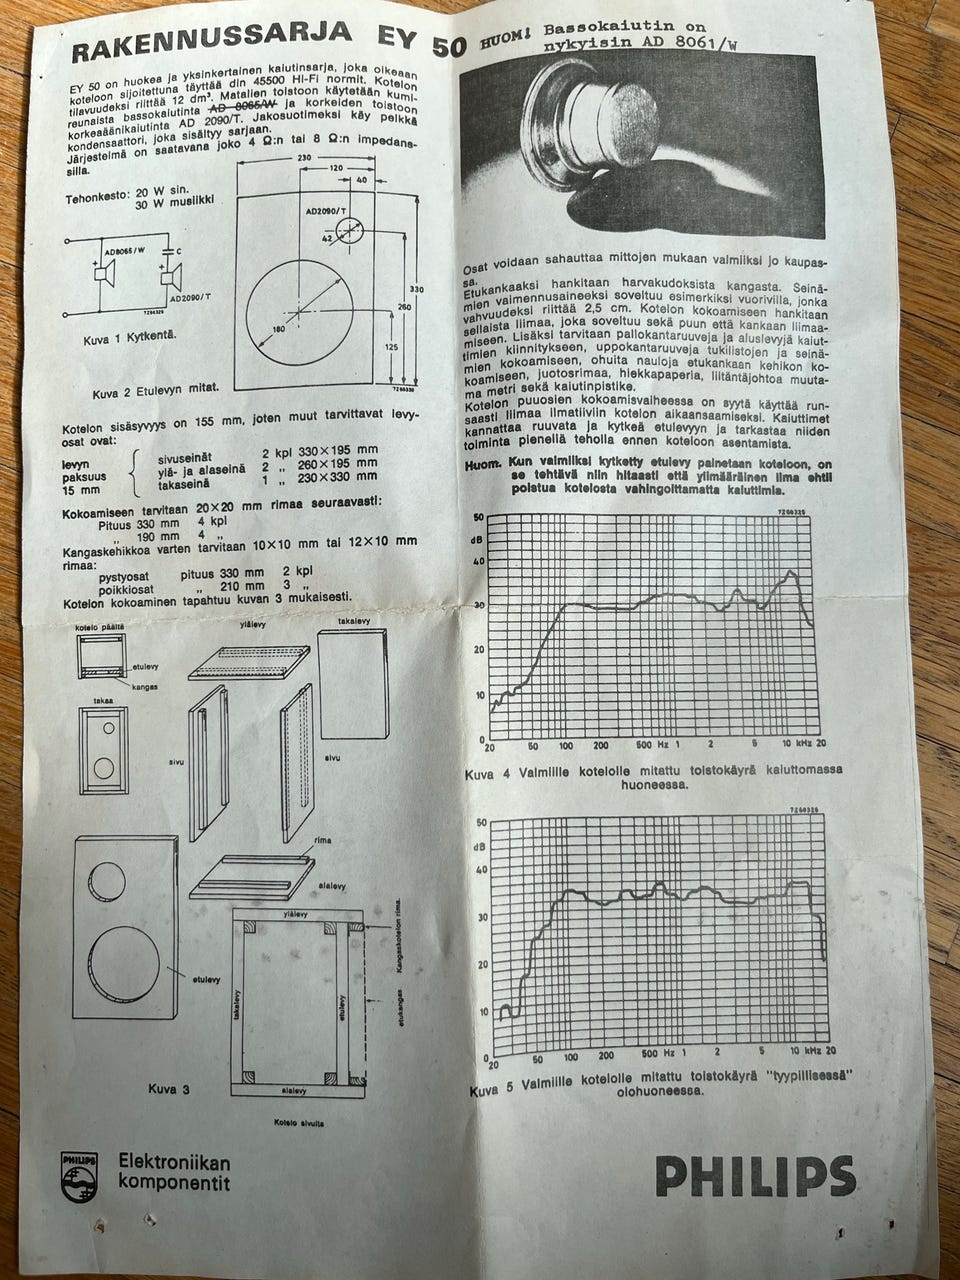 RAKENNUSSARJA EY 50
HUOM! Bassokaiutin on
nykyisin AD 8061/W
EY 50 on huokea ja yksinkertainen kaiutinsarja, joka oikeaan
koteloon sijoitettuna täyttää din 45500 Hi-Fi normit. Kotelon
tilavuudeksi riittää 12 dm³. Matalien toistoon käytetään kumi-
reunaista bassokaiutinta AD 8065/W ja korkeiden toistoon
korkeaäänikaiutinta AD 2090/T. Jakosuotimeksi käy pelkkä
kondensaattori, joka sisältyy sarjaan.
Järjestelmä on saatavana joko 4 Ω:n tai 8 Ω:n impedans-
silla.
Tehonkesto: 20 W sin.
30 W musiikki
AD8065/W
C
AD2090/T
7Z60328
Kuva 1 Kytkentä.
230
120
40
AD2090/T
42
180
330
260
125
7Z60330
Kuva 2 Etulevyn mitat.
Kotelon sisäsyvyys on 155 mm, joten muut tarvittavat levy-
osat ovat:
levyn
paksuus
15 mm
sivuseinät 2 kpl 330×195 mm
ylä- ja alaseinä 2 „ 260×195 mm
takaseinä 1 „ 230×330 mm
Kokoamiseen tarvitaan 20×20 mm rimaa seuraavasti:
Pituus 330 mm 4 kpl
„ 190 mm 4 „
Kangaskehikkoa varten tarvitaan 10×10 mm tai 12×10 mm
rimaa:
pystyosat pituus 330 mm 2 kpl
poikkiosat „ 210 mm 3 „
Kotelon kokoaminen tapahtuu kuvan 3 mukaisesti.
kotelo päältä
etulevy
kangas
takaa
ylälevy
takalevy
sivu
sivu
rima
alalevy
etulevy
ylälevy
takalevy
etulevy
alalevy
Kangaskotelon rima.
etukangas
Kuva 3
Kotelo sivulta
PHILIPS
Elektroniikan
komponentit
Osat voidaan sahauttaa mittojen mukaan valmiiksi jo kaupas-
sa.
Etukankaaksi hankitaan harvakudoksista kangasta. Seinä-
mien vaimennusaineeksi soveltuu esimerkiksi vuorivilla, jonka
vahvuudeksi riittää 2,5 cm. Kotelon kokoamiseen hankitaan
sellaista liimaa, joka soveltuu sekä puun että kankaan liimaa-
miseen. Lisäksi tarvitaan pallokantaruuveja ja aluslevyjä kaiut-
timien kiinnitykseen, uppokantaruuveja tukilistojen ja seinä-
mien kokoamiseen, ohuita nauloja etukankaan kehikon ko-
koamiseen, juotosrimaa, hiekkapaperia, liitäntäjohtoa muuta-
ma metri sekä kaiutinpistike.
Kotelon puuosien kokoamisvaiheessa on syytä käyttää run-
saasti liimaa ilmatiiviin kotelon aikaansaamiseksi. Kaiuttimet
kannattaa ruuvata ja kytkeä etulevyyn ja tarkastaa niiden
toiminta pienellä teholla ennen koteloon asentamista.
Huom. Kun valmiiksi kytketty etulevy painetaan koteloon, on
se tehtävä niin hitaasti että ylimääräinen ilma ehtii
poistua kotelosta vahingoittamatta kaiuttimia.
7Z60325
50
dB
40
30
20
10
0
20 50 100 200 500 Hz 1 2 5 10 kHz 20
Kuva 4 Valmiille kotelolle mitattu toistokäyrä kaiuttomassa
huoneessa.
7Z60326
50
dB
40
30
20
10
0
20 50 100 200 500 Hz 1 2 5 10 kHz 20
Kuva 5 Valmiille kotelolle mitattu toistokäyrä "tyypillisessä"
olohuoneessa.
PHILIPS